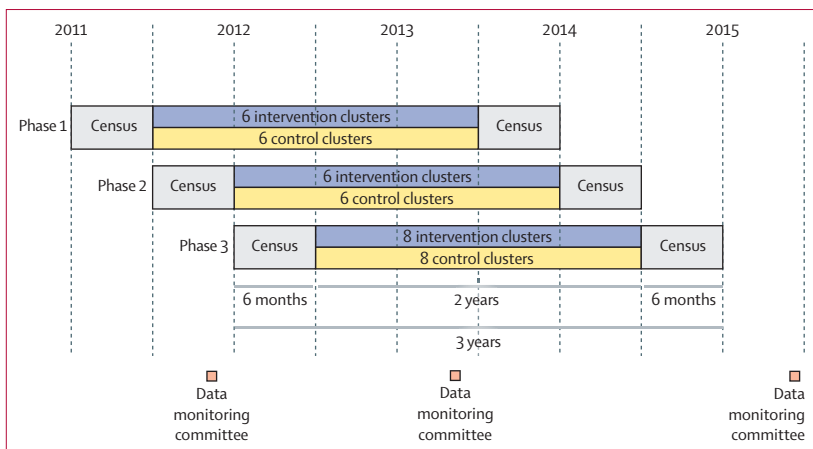 2011 2012 2013 2014 2015
Phase 1 Census 6 intervention clusters Census
6 control clusters
Phase 2 Census 6 intervention clusters Census
6 control clusters
Phase 3 Census 8 intervention clusters Census
8 control clusters
6 months 2 years 6 months
3 years
Data
monitoring
committee
Data
monitoring
committee
Data
monitoring
committee